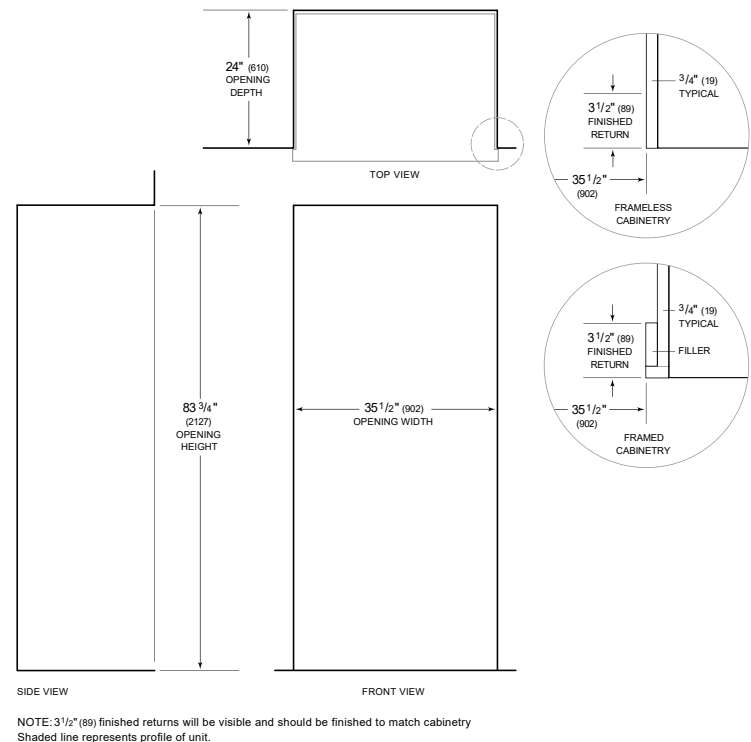 24" (610)
OPENING
DEPTH
TOP VIEW
3/4" (19)
TYPICAL
3 1/2" (89)
FINISHED
RETURN
35 1/2"
(902)
FRAMELESS
CABINETRY
3/4" (19)
TYPICAL
3 1/2" (89)
FINISHED
RETURN
FILLER
35 1/2"
(902)
FRAMED
CABINETRY
83 3/4"
(2127)
OPENING
HEIGHT
35 1/2" (902)
OPENING WIDTH
SIDE VIEW
FRONT VIEW
NOTE: 3 1/2" (89) finished returns will be visible and should be finished to match cabinetry
Shaded line represents profile of unit.